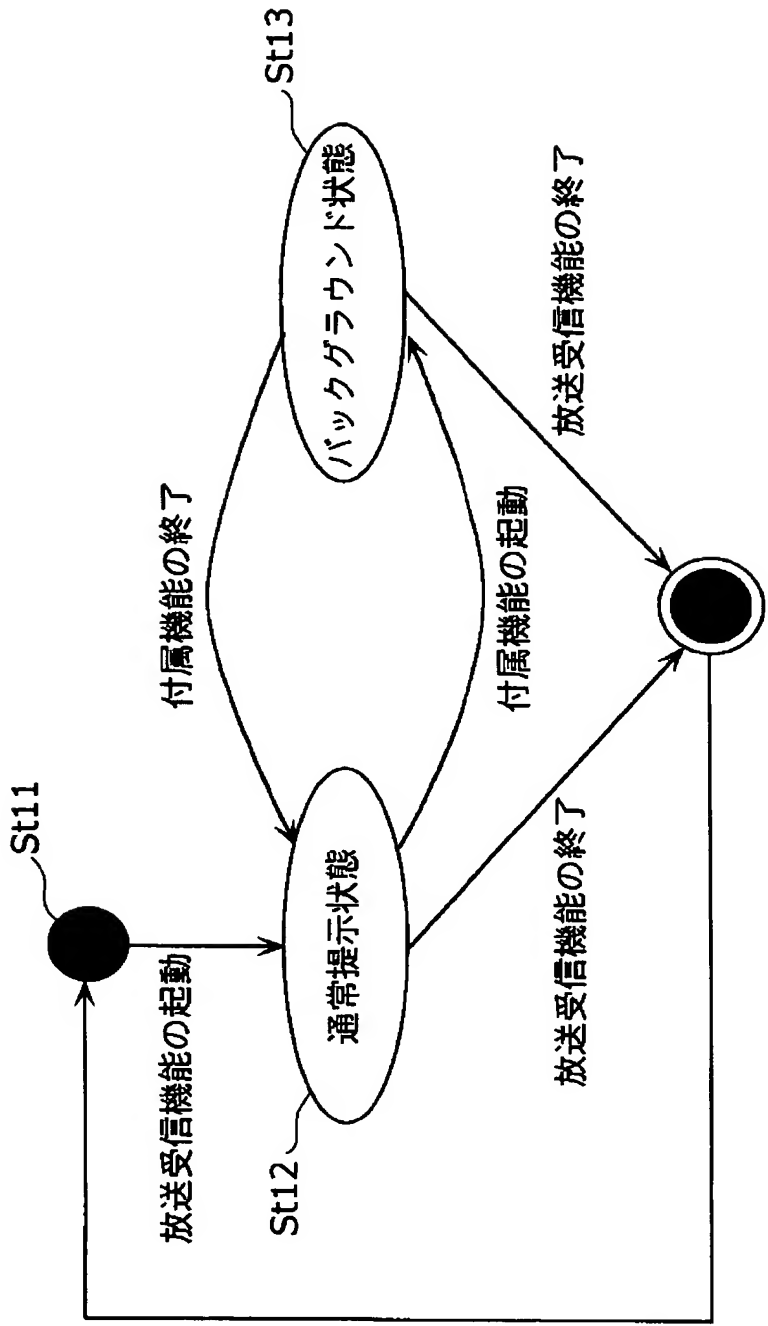 St11
放送受信機能の起動
St12
通常提示状態
付属機能の終了
St13
バックグラウンド状態
付属機能の起動
放送受信機能の終了
放送受信機能の終了